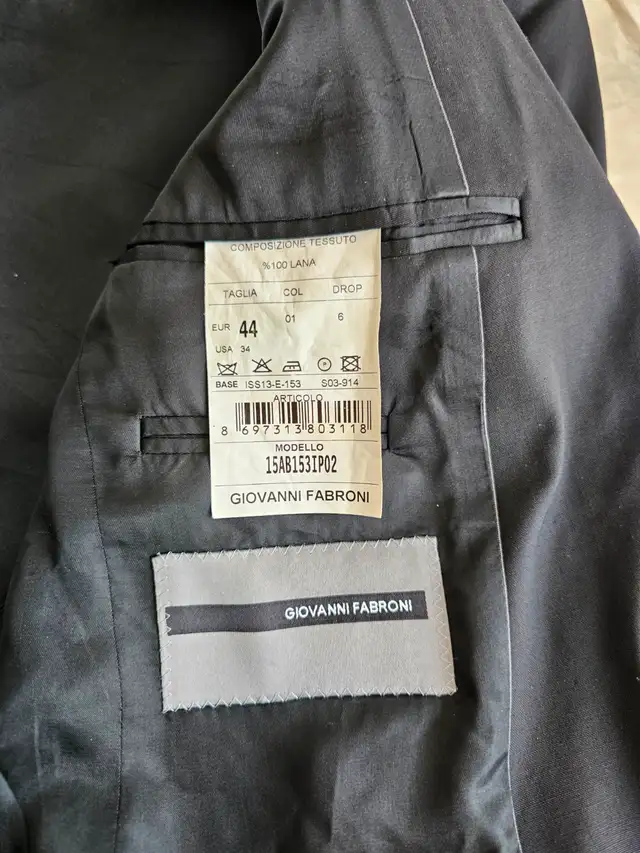 COMPOSIZIONE TESSUTO
%100 LANA
TAGLIA COL DROP
EUR 44 01 6
USA 34
BASE ISS13-E-153 S03-914
ARTICOLO
8 697313 803118
MODELLO
15AB153IP02
GIOVANNI FABRONI
GIOVANNI FABRONI